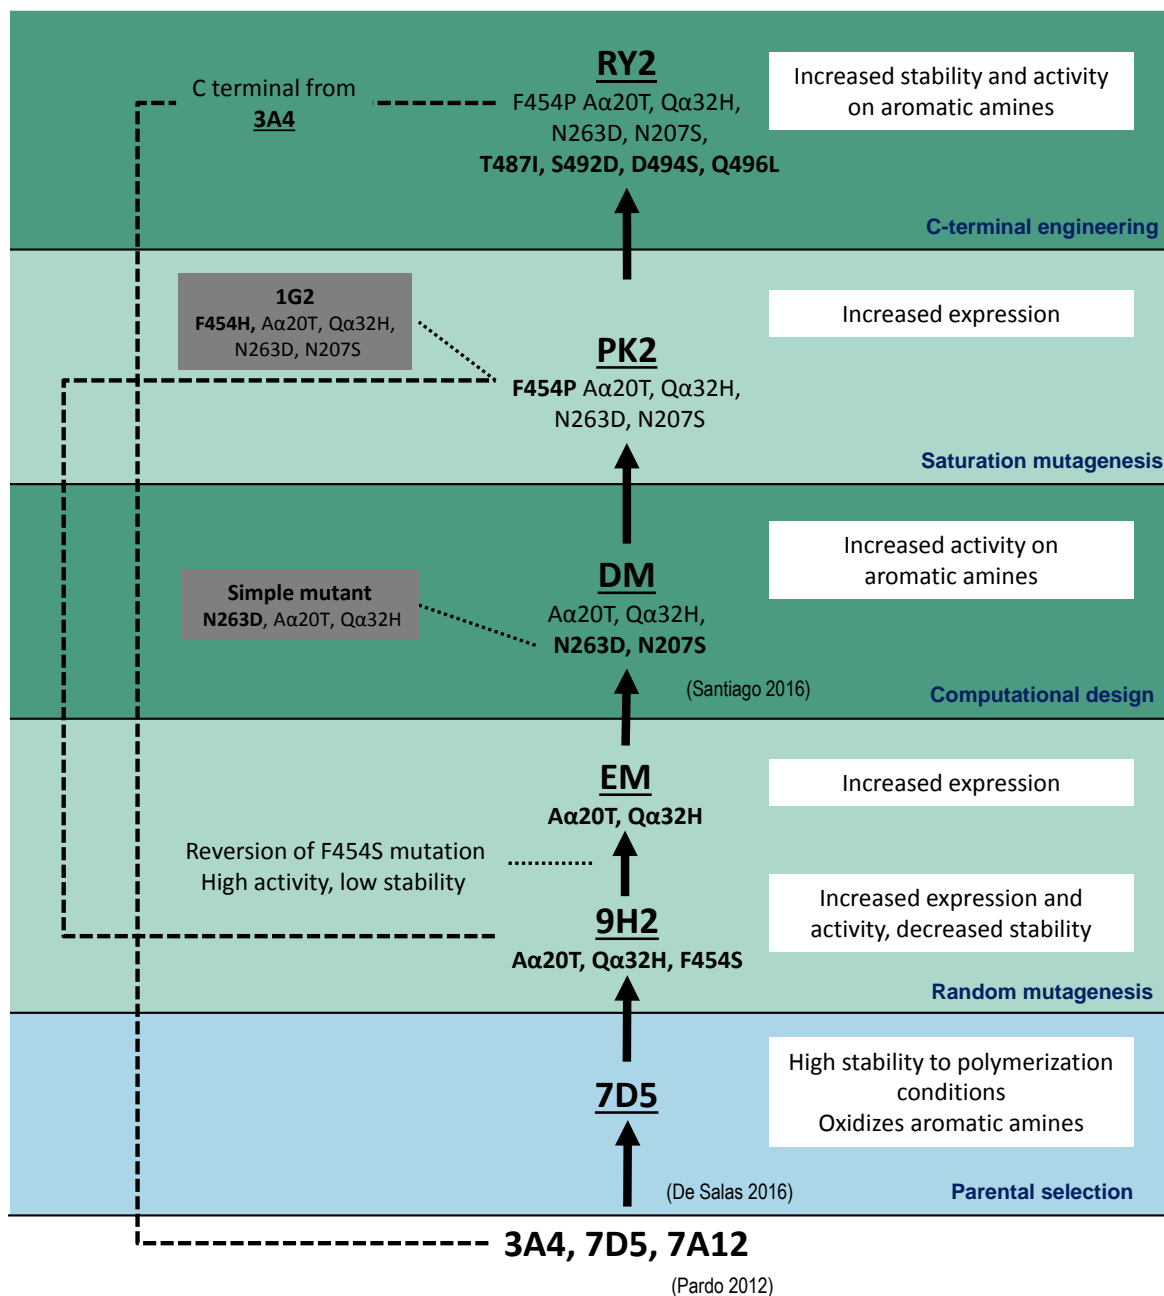 RY2
C terminal from
3A4
F454P Aα20T, Qα32H,
N263D, N207S,
T487I, S492D, D494S, Q496L
Increased stability and activity
on aromatic amines
C-terminal engineering
1G2
F454H, Aα20T, Qα32H,
N263D, N207S
PK2
F454P Aα20T, Qα32H,
N263D, N207S
Increased expression
Saturation mutagenesis
Simple mutant
N263D, Aα20T, Qα32H
DM
Aα20T, Qα32H,
N263D, N207S
(Santiago 2016)
Increased activity on
aromatic amines
Computational design
EM
Aα20T, Qα32H
Increased expression
Reversion of F454S mutation
High activity, low stability
9H2
Aα20T, Qα32H, F454S
Increased expression and
activity, decreased stability
Random mutagenesis
7D5
High stability to polymerization
conditions
Oxidizes aromatic amines
(De Salas 2016)
Parental selection
3A4, 7D5, 7A12
(Pardo 2012)